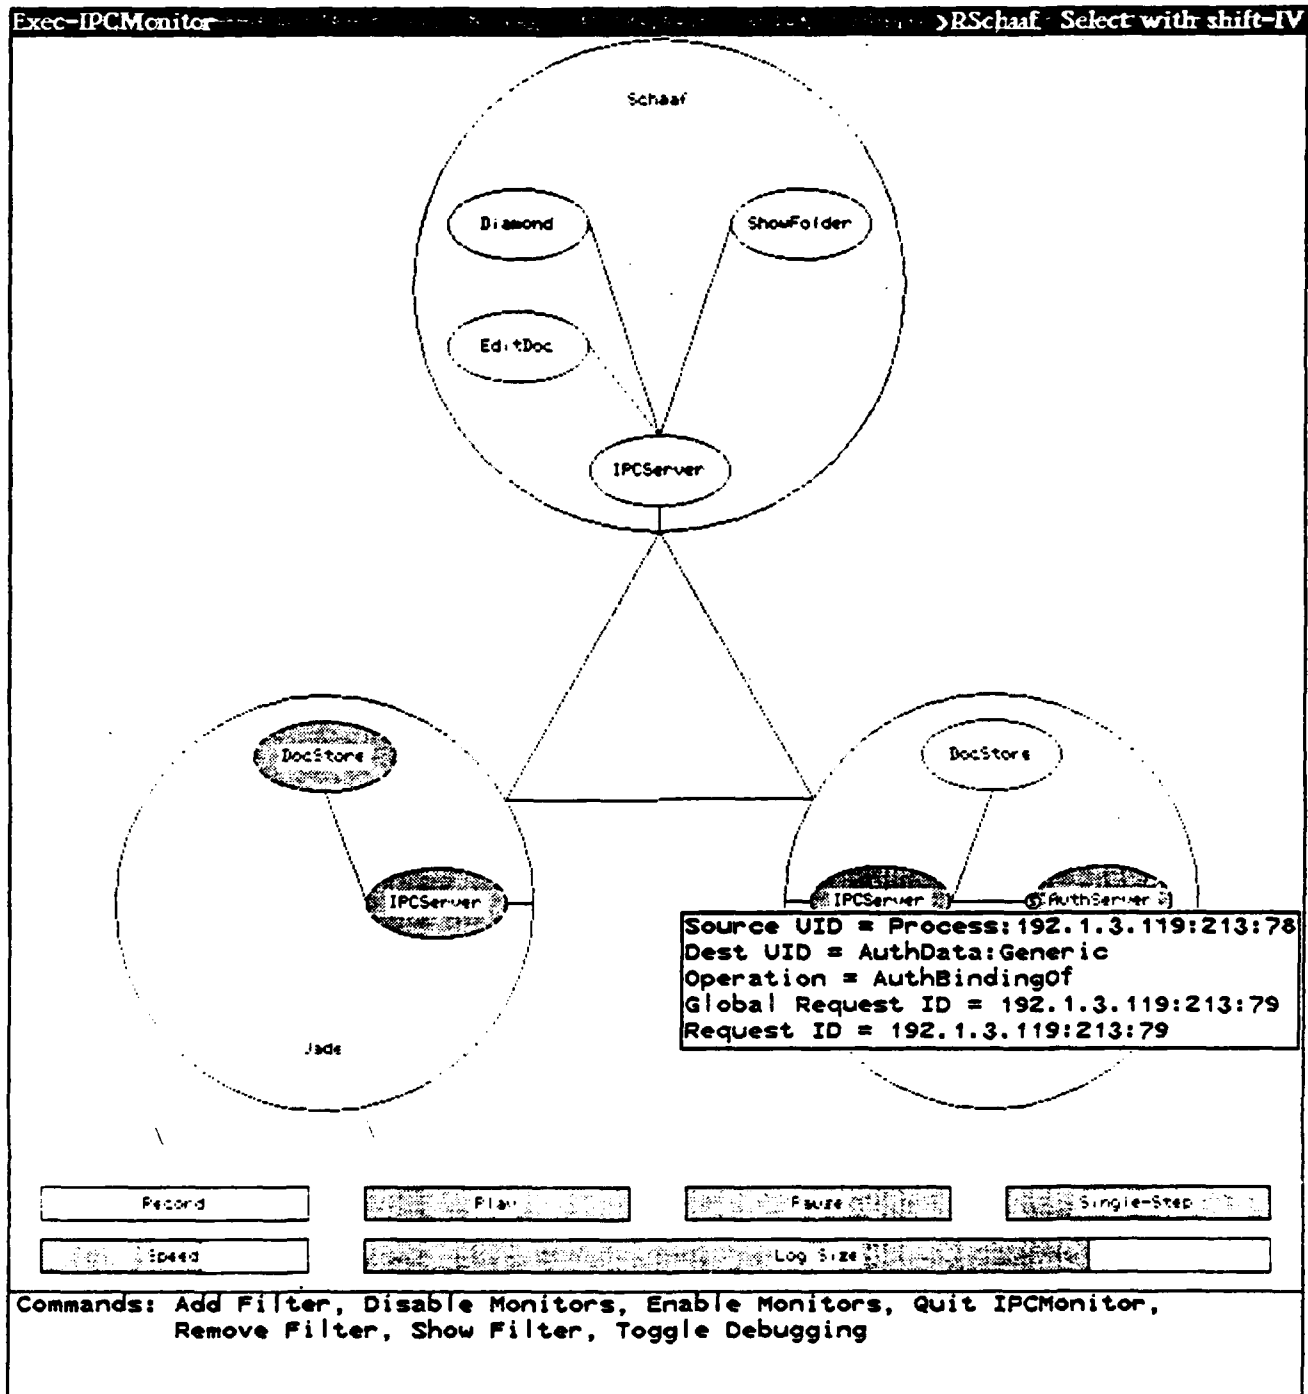 Exec-IPCMonitor >RSchaaf Select with shift-IV
Schaaf
Diamond ShowFolder
EditDoc
IPCServer
DocStore DocStore
IPCServer IPCServer AuthServer
Source UID = Process:192.1.3.119:213:78
Dest UID = AuthData:Generic
Operation = AuthBindingOf
Global Request ID = 192.1.3.119:213:79
Request ID = 192.1.3.119:213:79
Jade
Record Play Pause Single-Step
Speed Log Size
Commands: Add Filter, Disable Monitors, Enable Monitors, Quit IPCMonitor,
Remove Filter, Show Filter, Toggle Debugging